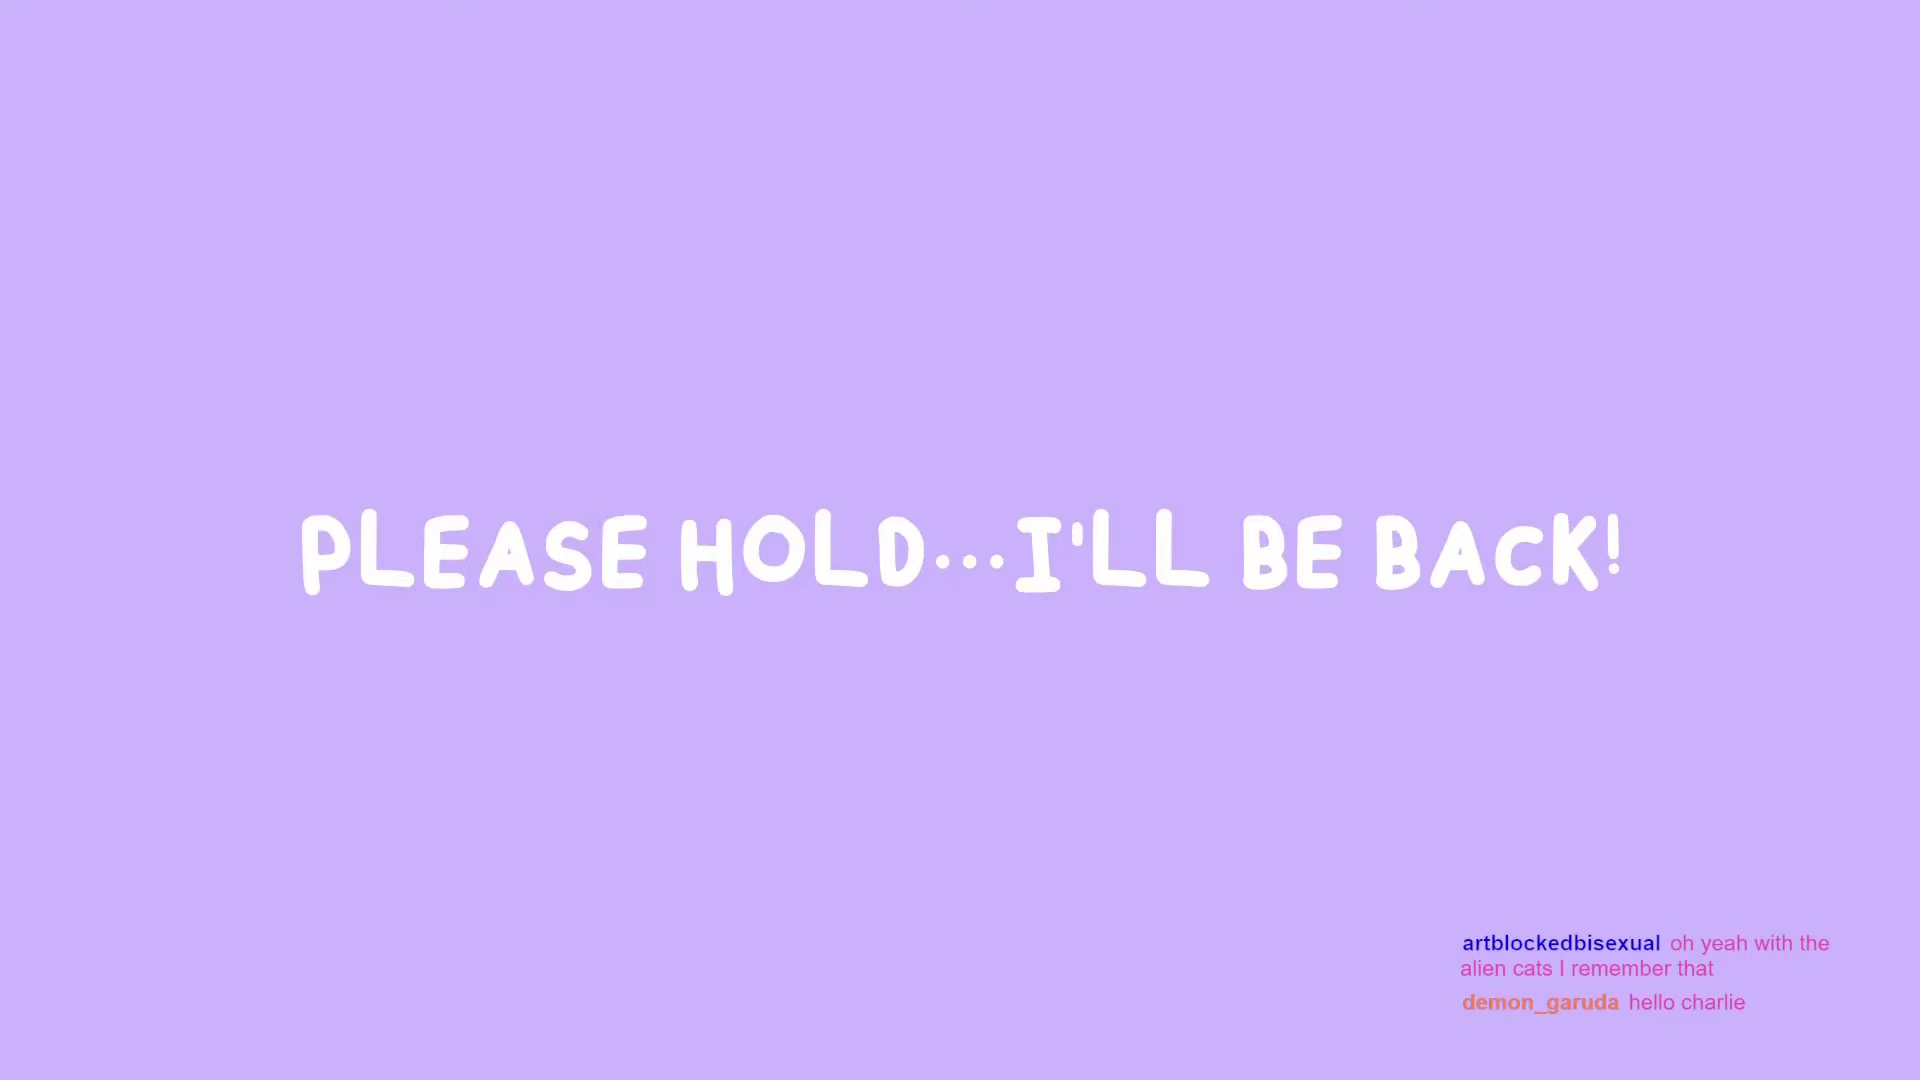 PLEASE HOLD...I'LL BE BACK!
artblockedbisexual oh yeah with the
alien cats I remember that
demon_garuda hello charlie